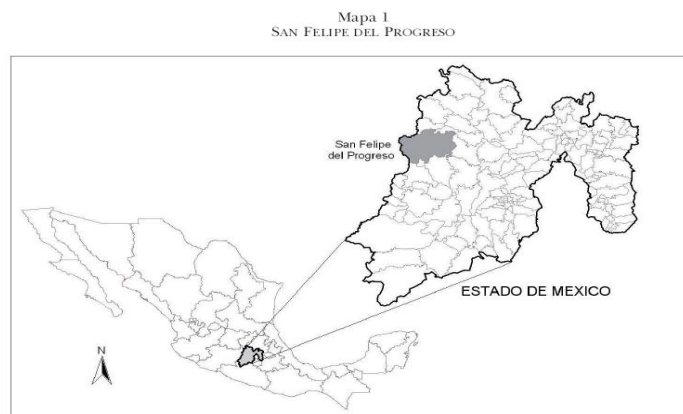 Mapa 1
SAN FELIPE DEL PROGRESO
San Felipe
del Progreso
ESTADO DE MEXICO
N